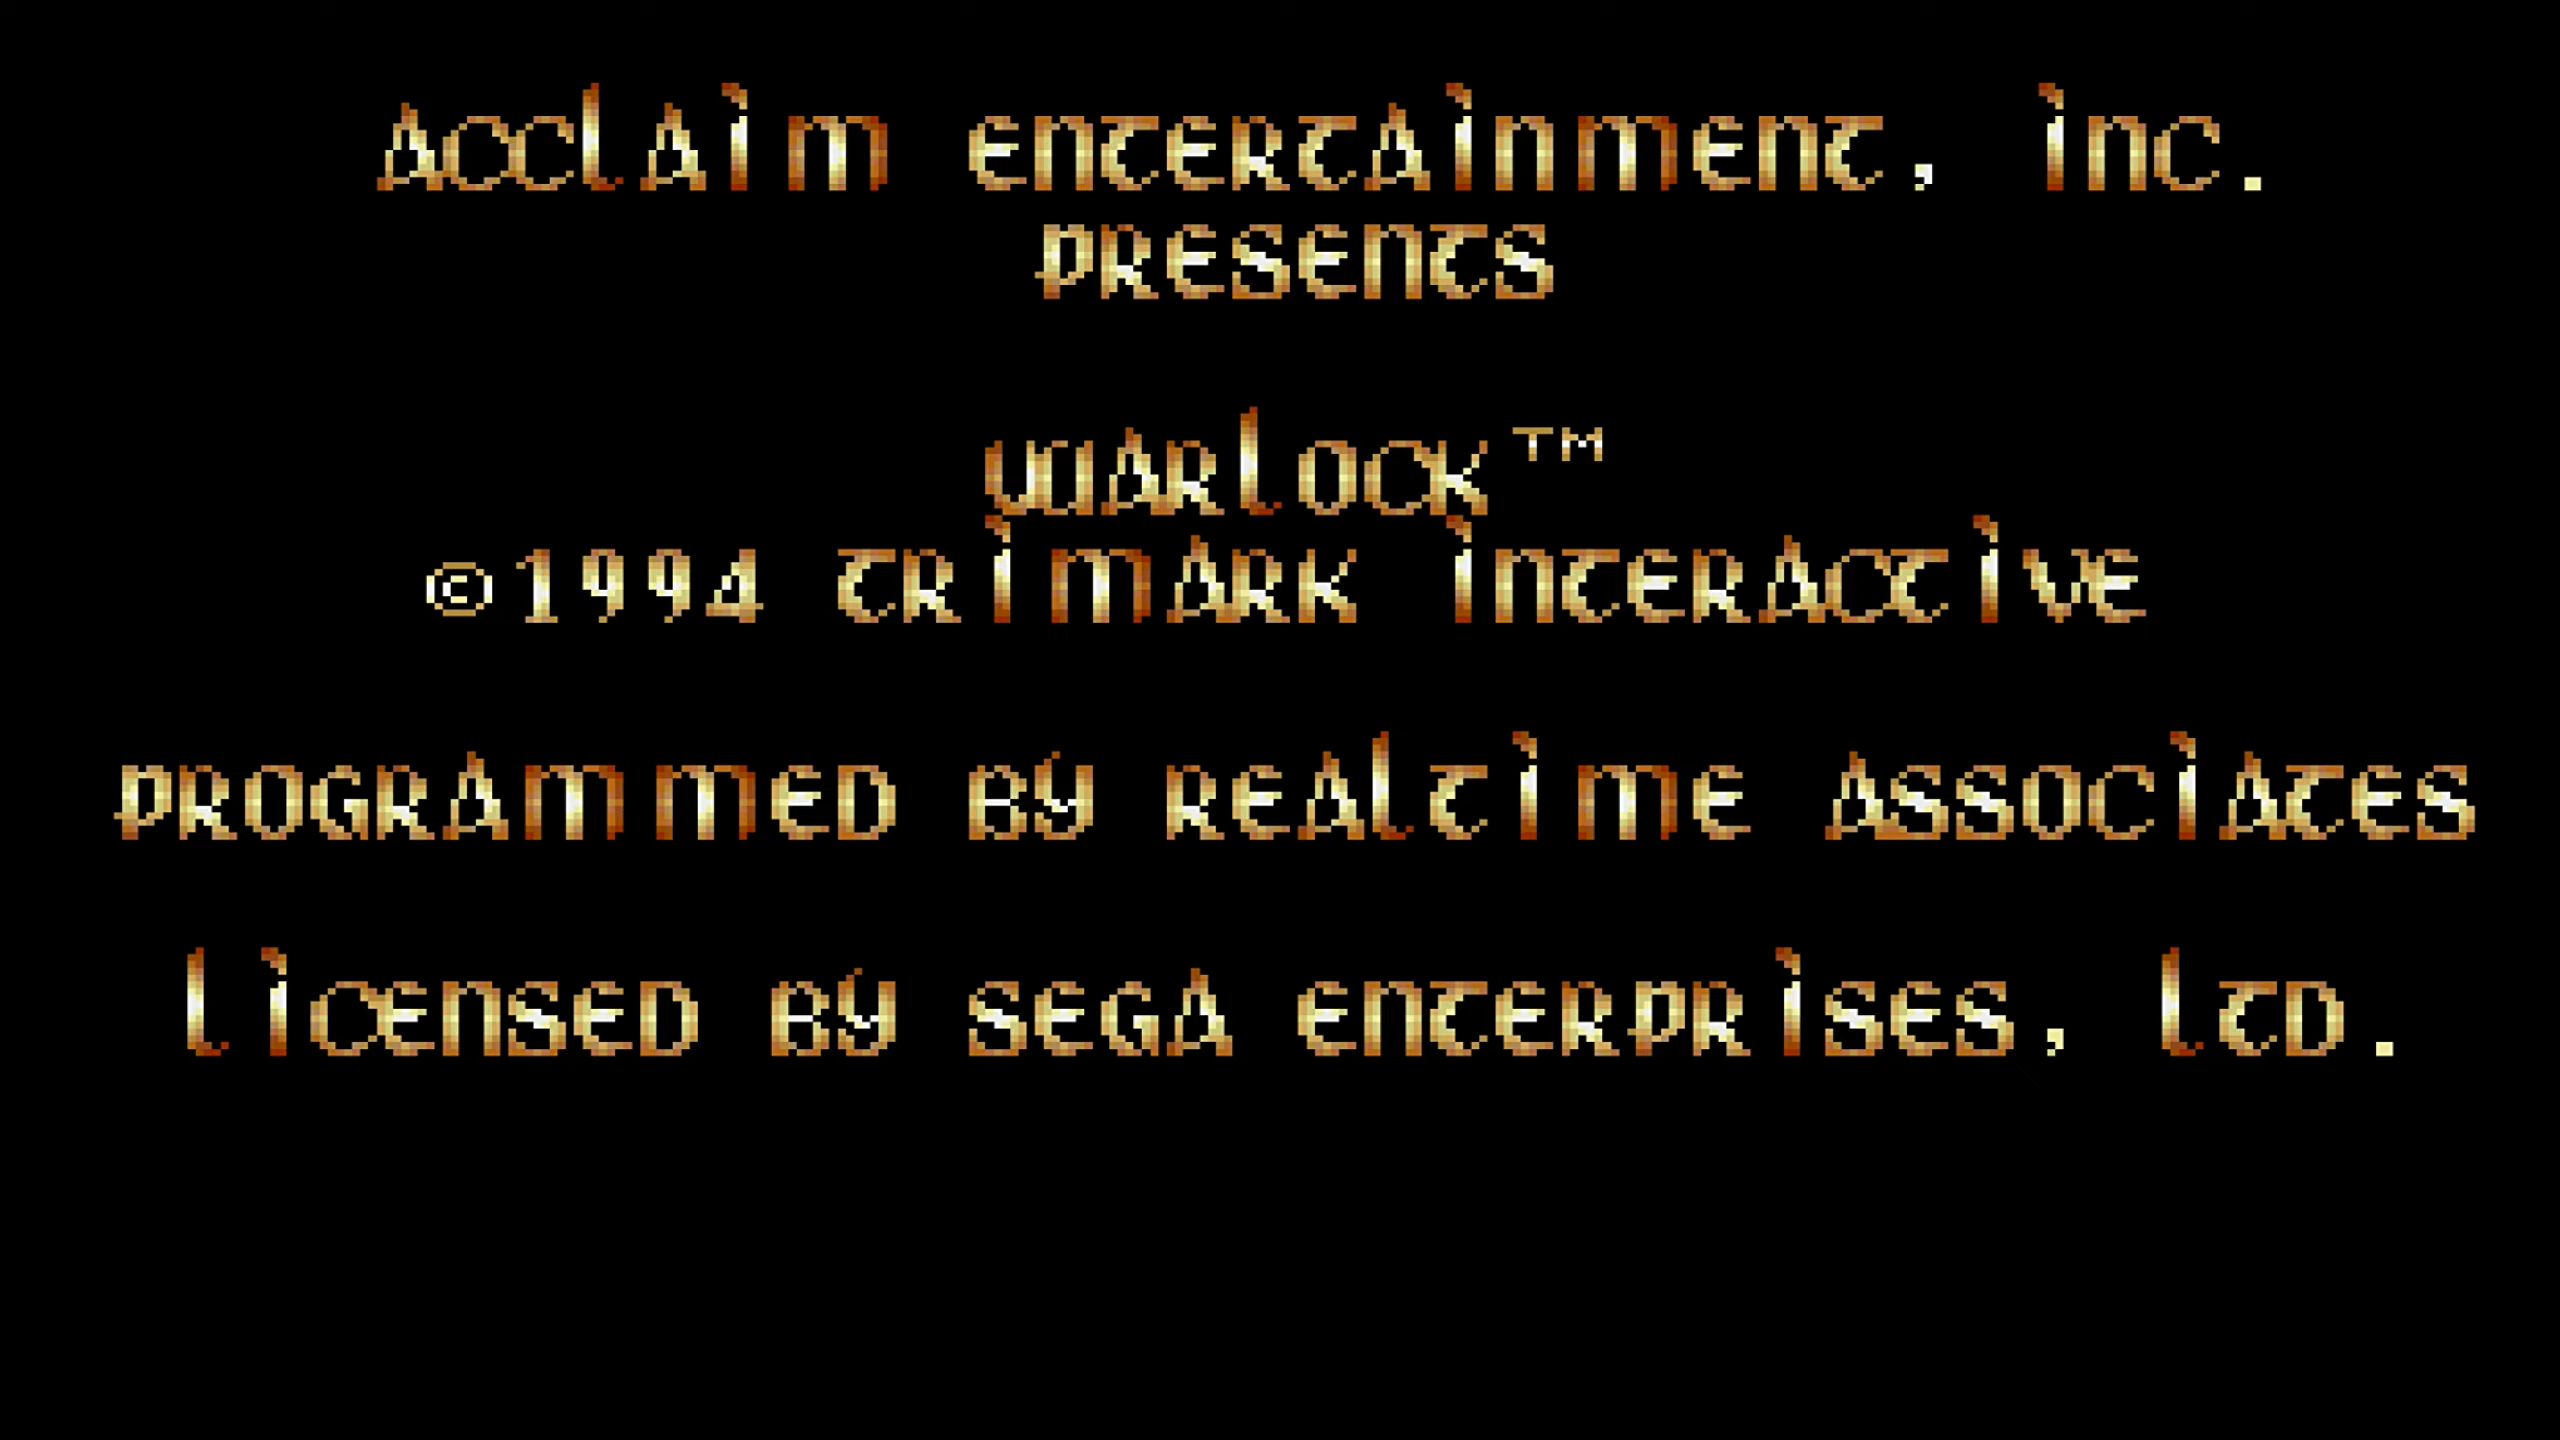 Acclaim Entertainment, Inc.
Presents
Warlock™
©1994 Trimark Interactive
Programmed By Realtime Associates
Licensed By Sega Enterprises, Ltd.